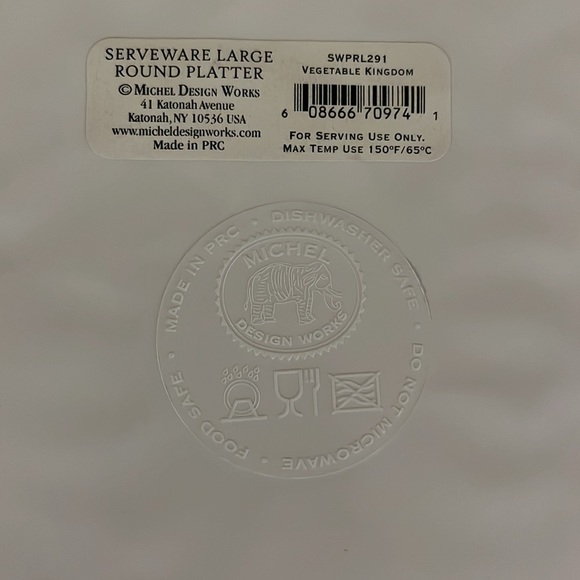 SERVEWARE LARGE
ROUND PLATTER
© MICHEL DESIGN WORKS
41 Katonah Avenue
Katonah, NY 10536 USA
www.micheldesignworks.com
Made in PRC
SWPRL291
VEGETABLE KINGDOM
6 08666 70974 1
FOR SERVING USE ONLY.
MAX TEMP USE 150ºF/65ºC
MADE IN PRC • DISHWASHER SAFE • DO NOT MICROWAVE • FOOD SAFE •
MICHEL
DESIGN WORKS